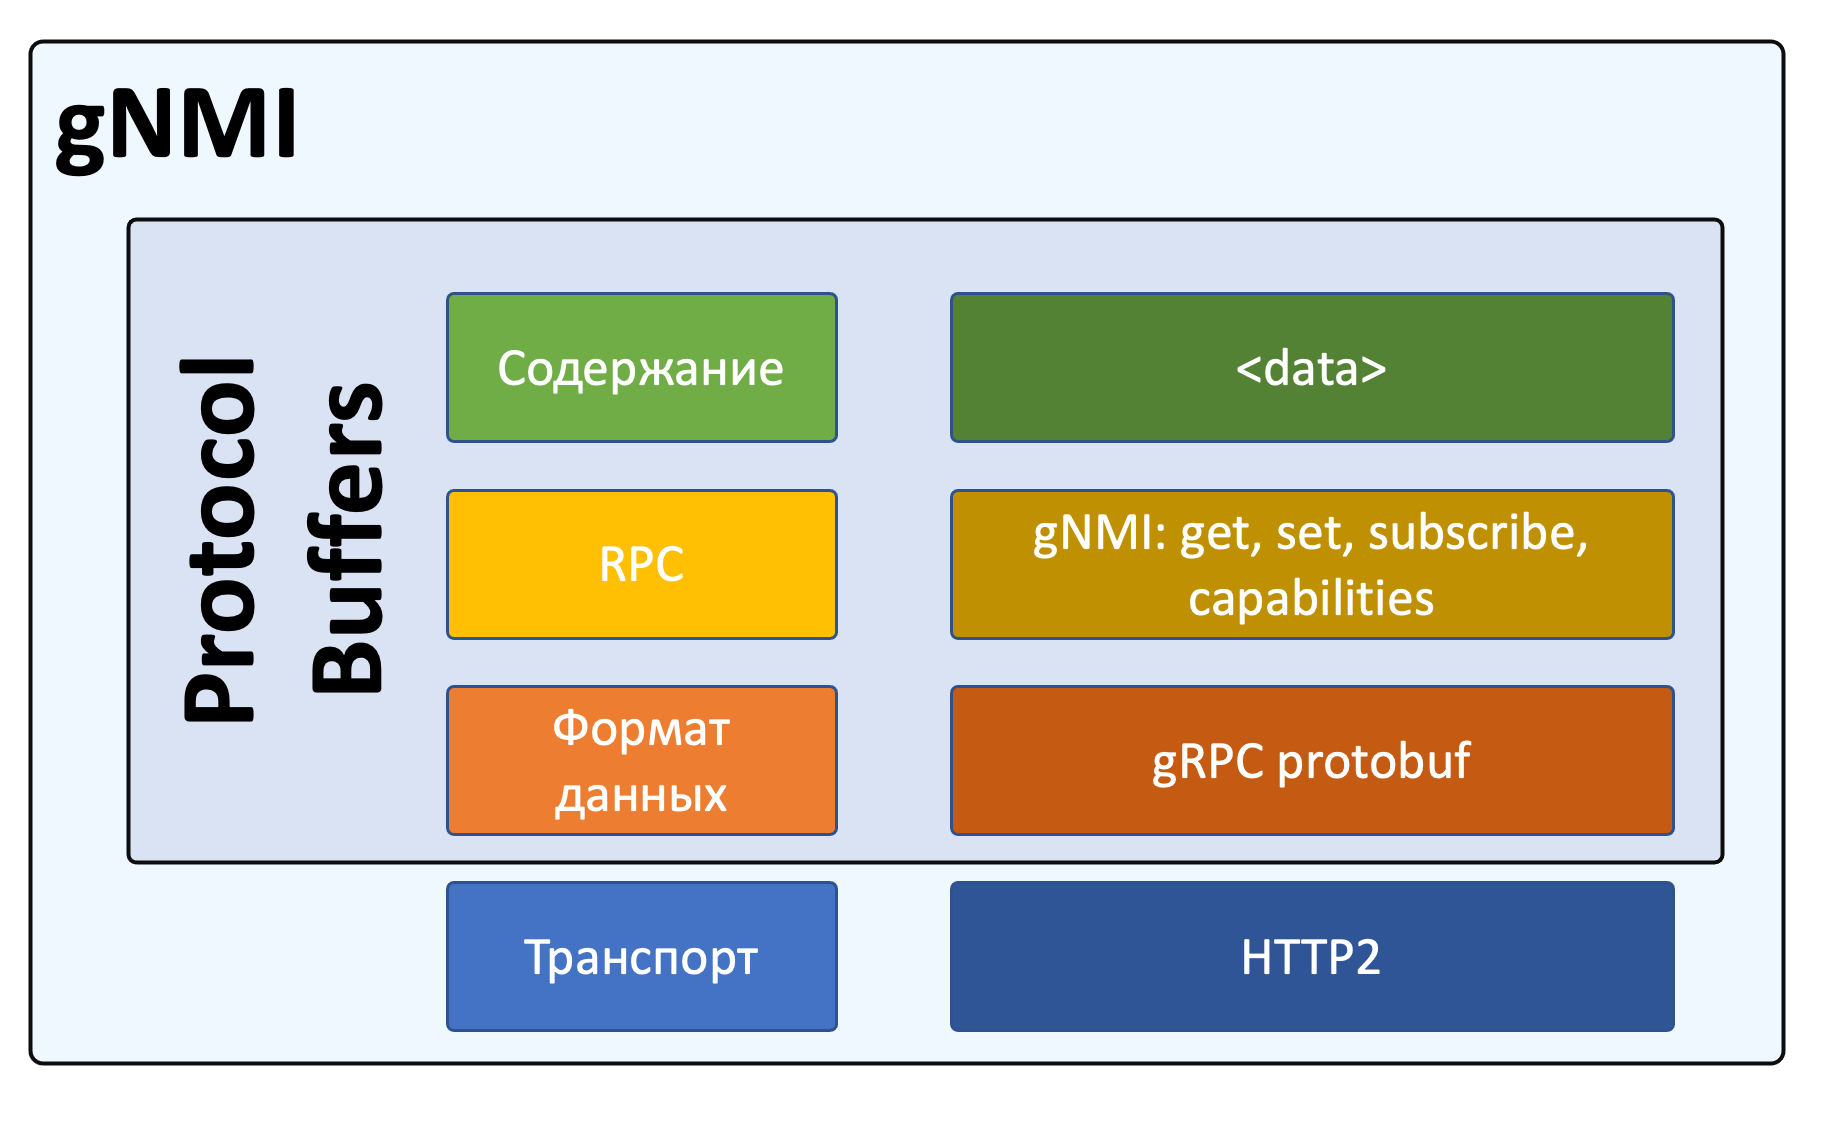 gNMI
Protocol
Buffers
Содержание
<data>
RPC
gNMI: get, set, subscribe,
capabilities
Формат
данных
gRPC protobuf
Транспорт
HTTP2